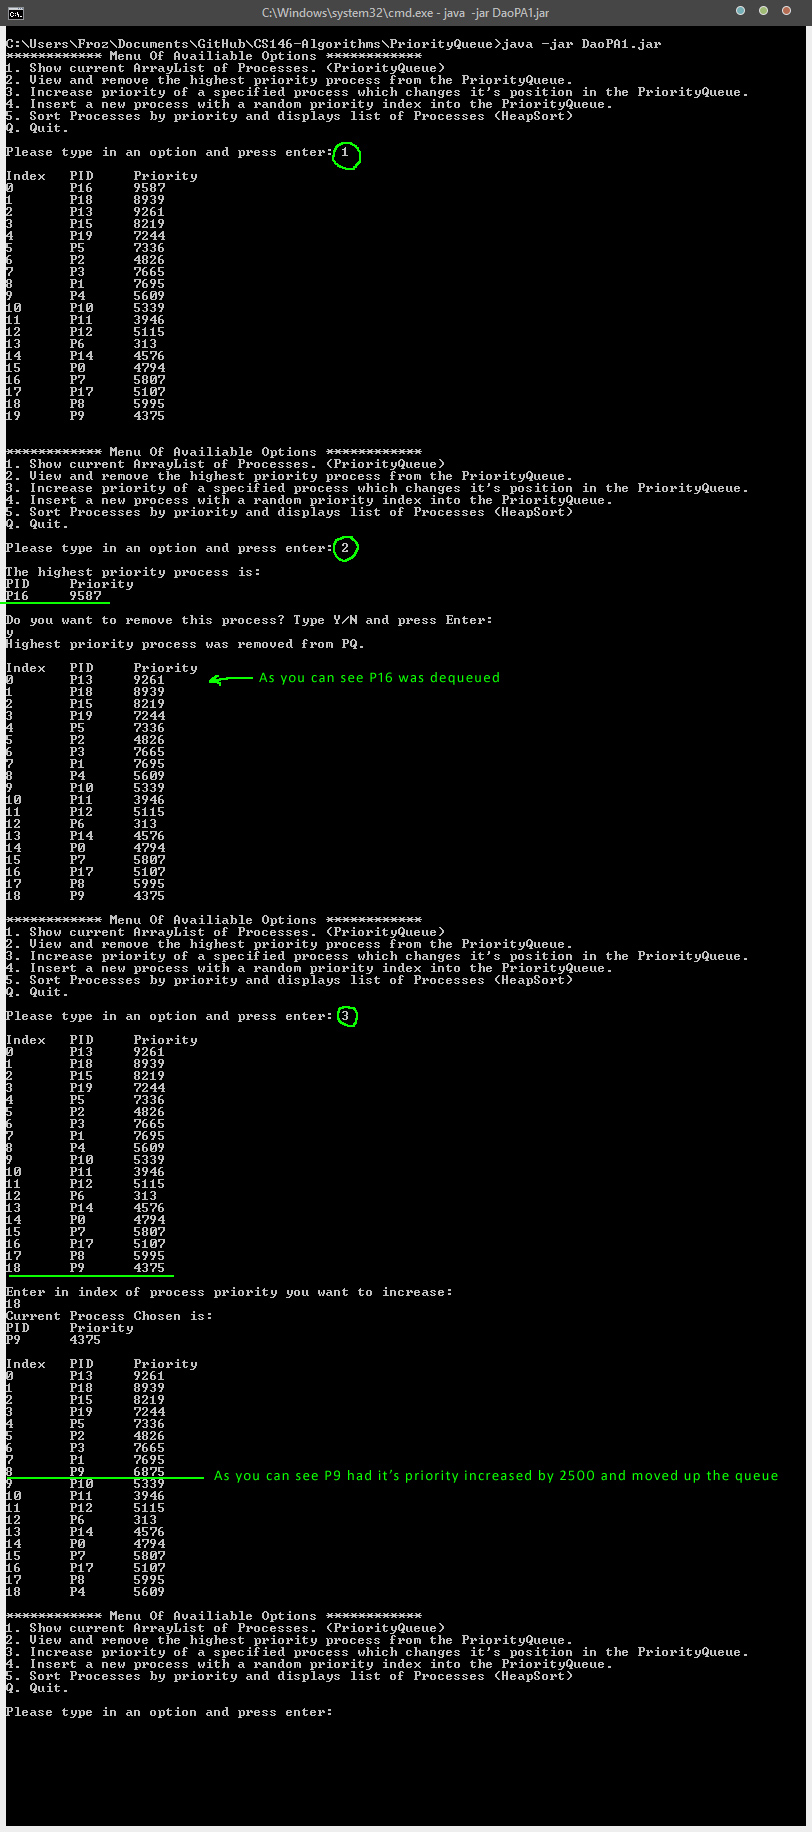 C:\Windows\system32\cmd.exe - java -jar DaoPA1.jar
C:\Users\Froz\Documents\GitHub\CS146-Algorithms\PriorityQueue>java -jar DaoPA1.jar
************ Menu Of Availiable Options ************
1. Show current ArrayList of Processes. (PriorityQueue)
2. View and remove the highest priority process from the PriorityQueue.
3. Increase priority of a specified process which changes it's position in the PriorityQueue.
4. Insert a new process with a random priority index into the PriorityQueue.
5. Sort Processes by priority and displays list of Processes (HeapSort)
Q. Quit.
Please type in an option and press enter: 1
Index PID Priority
0 P16 9587
1 P18 8939
2 P13 9261
3 P15 8219
4 P19 7244
5 P5 7336
6 P2 4826
7 P3 7665
8 P1 7695
9 P4 5609
10 P10 5339
11 P11 3946
12 P12 5115
13 P6 313
14 P14 4576
15 P0 4794
16 P7 5807
17 P17 5107
18 P8 5995
19 P9 4375
************ Menu Of Availiable Options ************
1. Show current ArrayList of Processes. (PriorityQueue)
2. View and remove the highest priority process from the PriorityQueue.
3. Increase priority of a specified process which changes it's position in the PriorityQueue.
4. Insert a new process with a random priority index into the PriorityQueue.
5. Sort Processes by priority and displays list of Processes (HeapSort)
Q. Quit.
Please type in an option and press enter: 2
The highest priority process is:
PID Priority
P16 9587
Do you want to remove this process? Type Y/N and press Enter:
y
Highest priority process was removed from PQ.
Index PID Priority
0 P13 9261 As you can see P16 was dequeued
1 P18 8939
2 P15 8219
3 P19 7244
4 P5 7336
5 P2 4826
6 P3 7665
7 P1 7695
8 P4 5609
9 P10 5339
10 P11 3946
11 P12 5115
12 P6 313
13 P14 4576
14 P0 4794
15 P7 5807
16 P17 5107
17 P8 5995
18 P9 4375
************ Menu Of Availiable Options ************
1. Show current ArrayList of Processes. (PriorityQueue)
2. View and remove the highest priority process from the PriorityQueue.
3. Increase priority of a specified process which changes it's position in the PriorityQueue.
4. Insert a new process with a random priority index into the PriorityQueue.
5. Sort Processes by priority and displays list of Processes (HeapSort)
Q. Quit.
Please type in an option and press enter: 3
Index PID Priority
0 P13 9261
1 P18 8939
2 P15 8219
3 P19 7244
4 P5 7336
5 P2 4826
6 P3 7665
7 P1 7695
8 P4 5609
9 P10 5339
10 P11 3946
11 P12 5115
12 P6 313
13 P14 4576
14 P0 4794
15 P7 5807
16 P17 5107
17 P8 5995
18 P9 4375
Enter in index of process priority you want to increase:
18
Current Process Chosen is:
PID Priority
P9 4375
Index PID Priority
0 P13 9261
1 P18 8939
2 P15 8219
3 P19 7244
4 P5 7336
5 P2 4826
6 P3 7665
7 P1 7695
8 P9 6875 As you can see P9 had it's priority increased by 2500 and moved up the queue
9 P10 5339
10 P11 3946
11 P12 5115
12 P6 313
13 P14 4576
14 P0 4794
15 P7 5807
16 P17 5107
17 P8 5995
18 P4 5609
************ Menu Of Availiable Options ************
1. Show current ArrayList of Processes. (PriorityQueue)
2. View and remove the highest priority process from the PriorityQueue.
3. Increase priority of a specified process which changes it's position in the PriorityQueue.
4. Insert a new process with a random priority index into the PriorityQueue.
5. Sort Processes by priority and displays list of Processes (HeapSort)
Q. Quit.
Please type in an option and press enter: